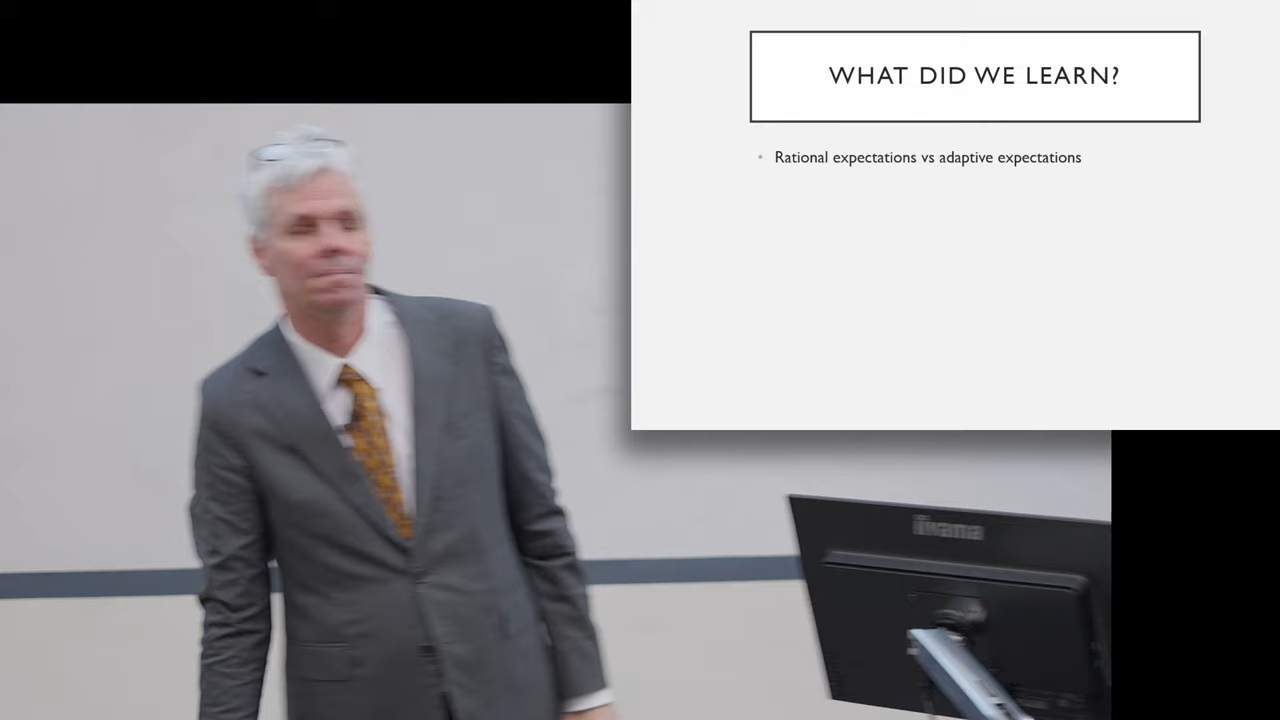 WHAT DID WE LEARN?
• Rational expectations vs adaptive expectations
iiyama